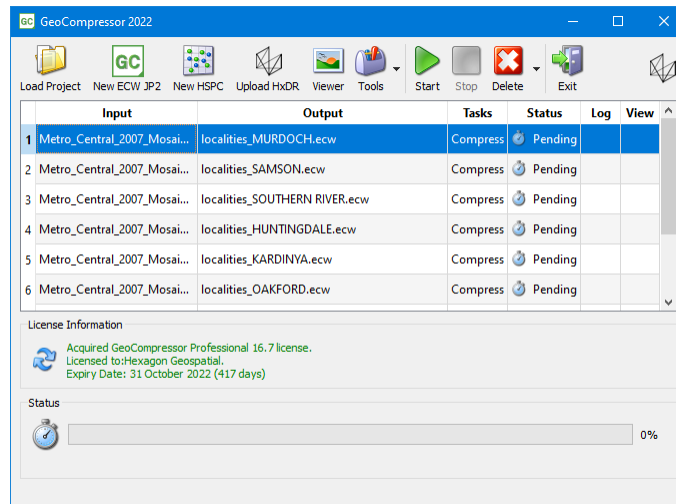 GC GeoCompressor 2022
GC
Load Project New ECW JP2 New HSPC Upload HxDR Viewer Tools Start Stop Delete Exit
Input Output Tasks Status Log View
1 Metro_Central_2007_Mosai... localities_MURDOCH.ecw Compress Pending
2 Metro_Central_2007_Mosai... localities_SAMSON.ecw Compress Pending
3 Metro_Central_2007_Mosai... localities_SOUTHERN RIVER.ecw Compress Pending
4 Metro_Central_2007_Mosai... localities_HUNTINGDALE.ecw Compress Pending
5 Metro_Central_2007_Mosai... localities_KARDINYA.ecw Compress Pending
6 Metro_Central_2007_Mosai... localities_OAKFORD.ecw Compress Pending
License Information
Acquired GeoCompressor Professional 16.7 license.
Licensed to:Hexagon Geospatial.
Expiry Date: 31 October 2022 (417 days)
Status
0%